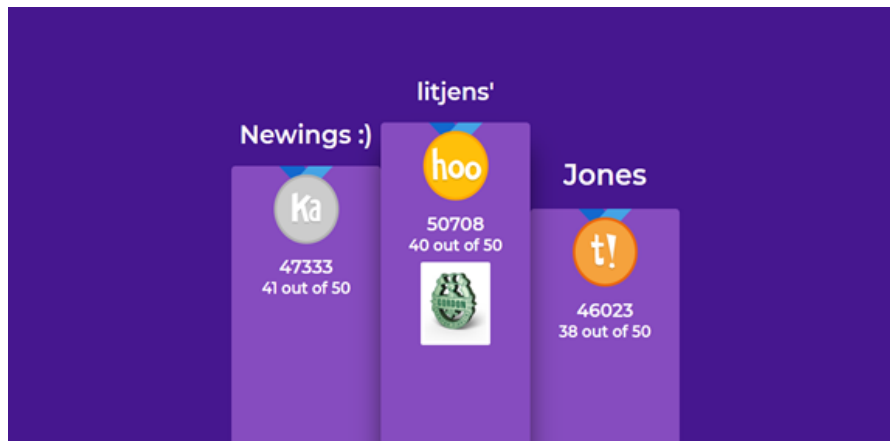 litjens'
Newings :)
Jones
hoo
Ka
t!
50708
40 out of 50
47333
41 out of 50
46023
38 out of 50
GORDON